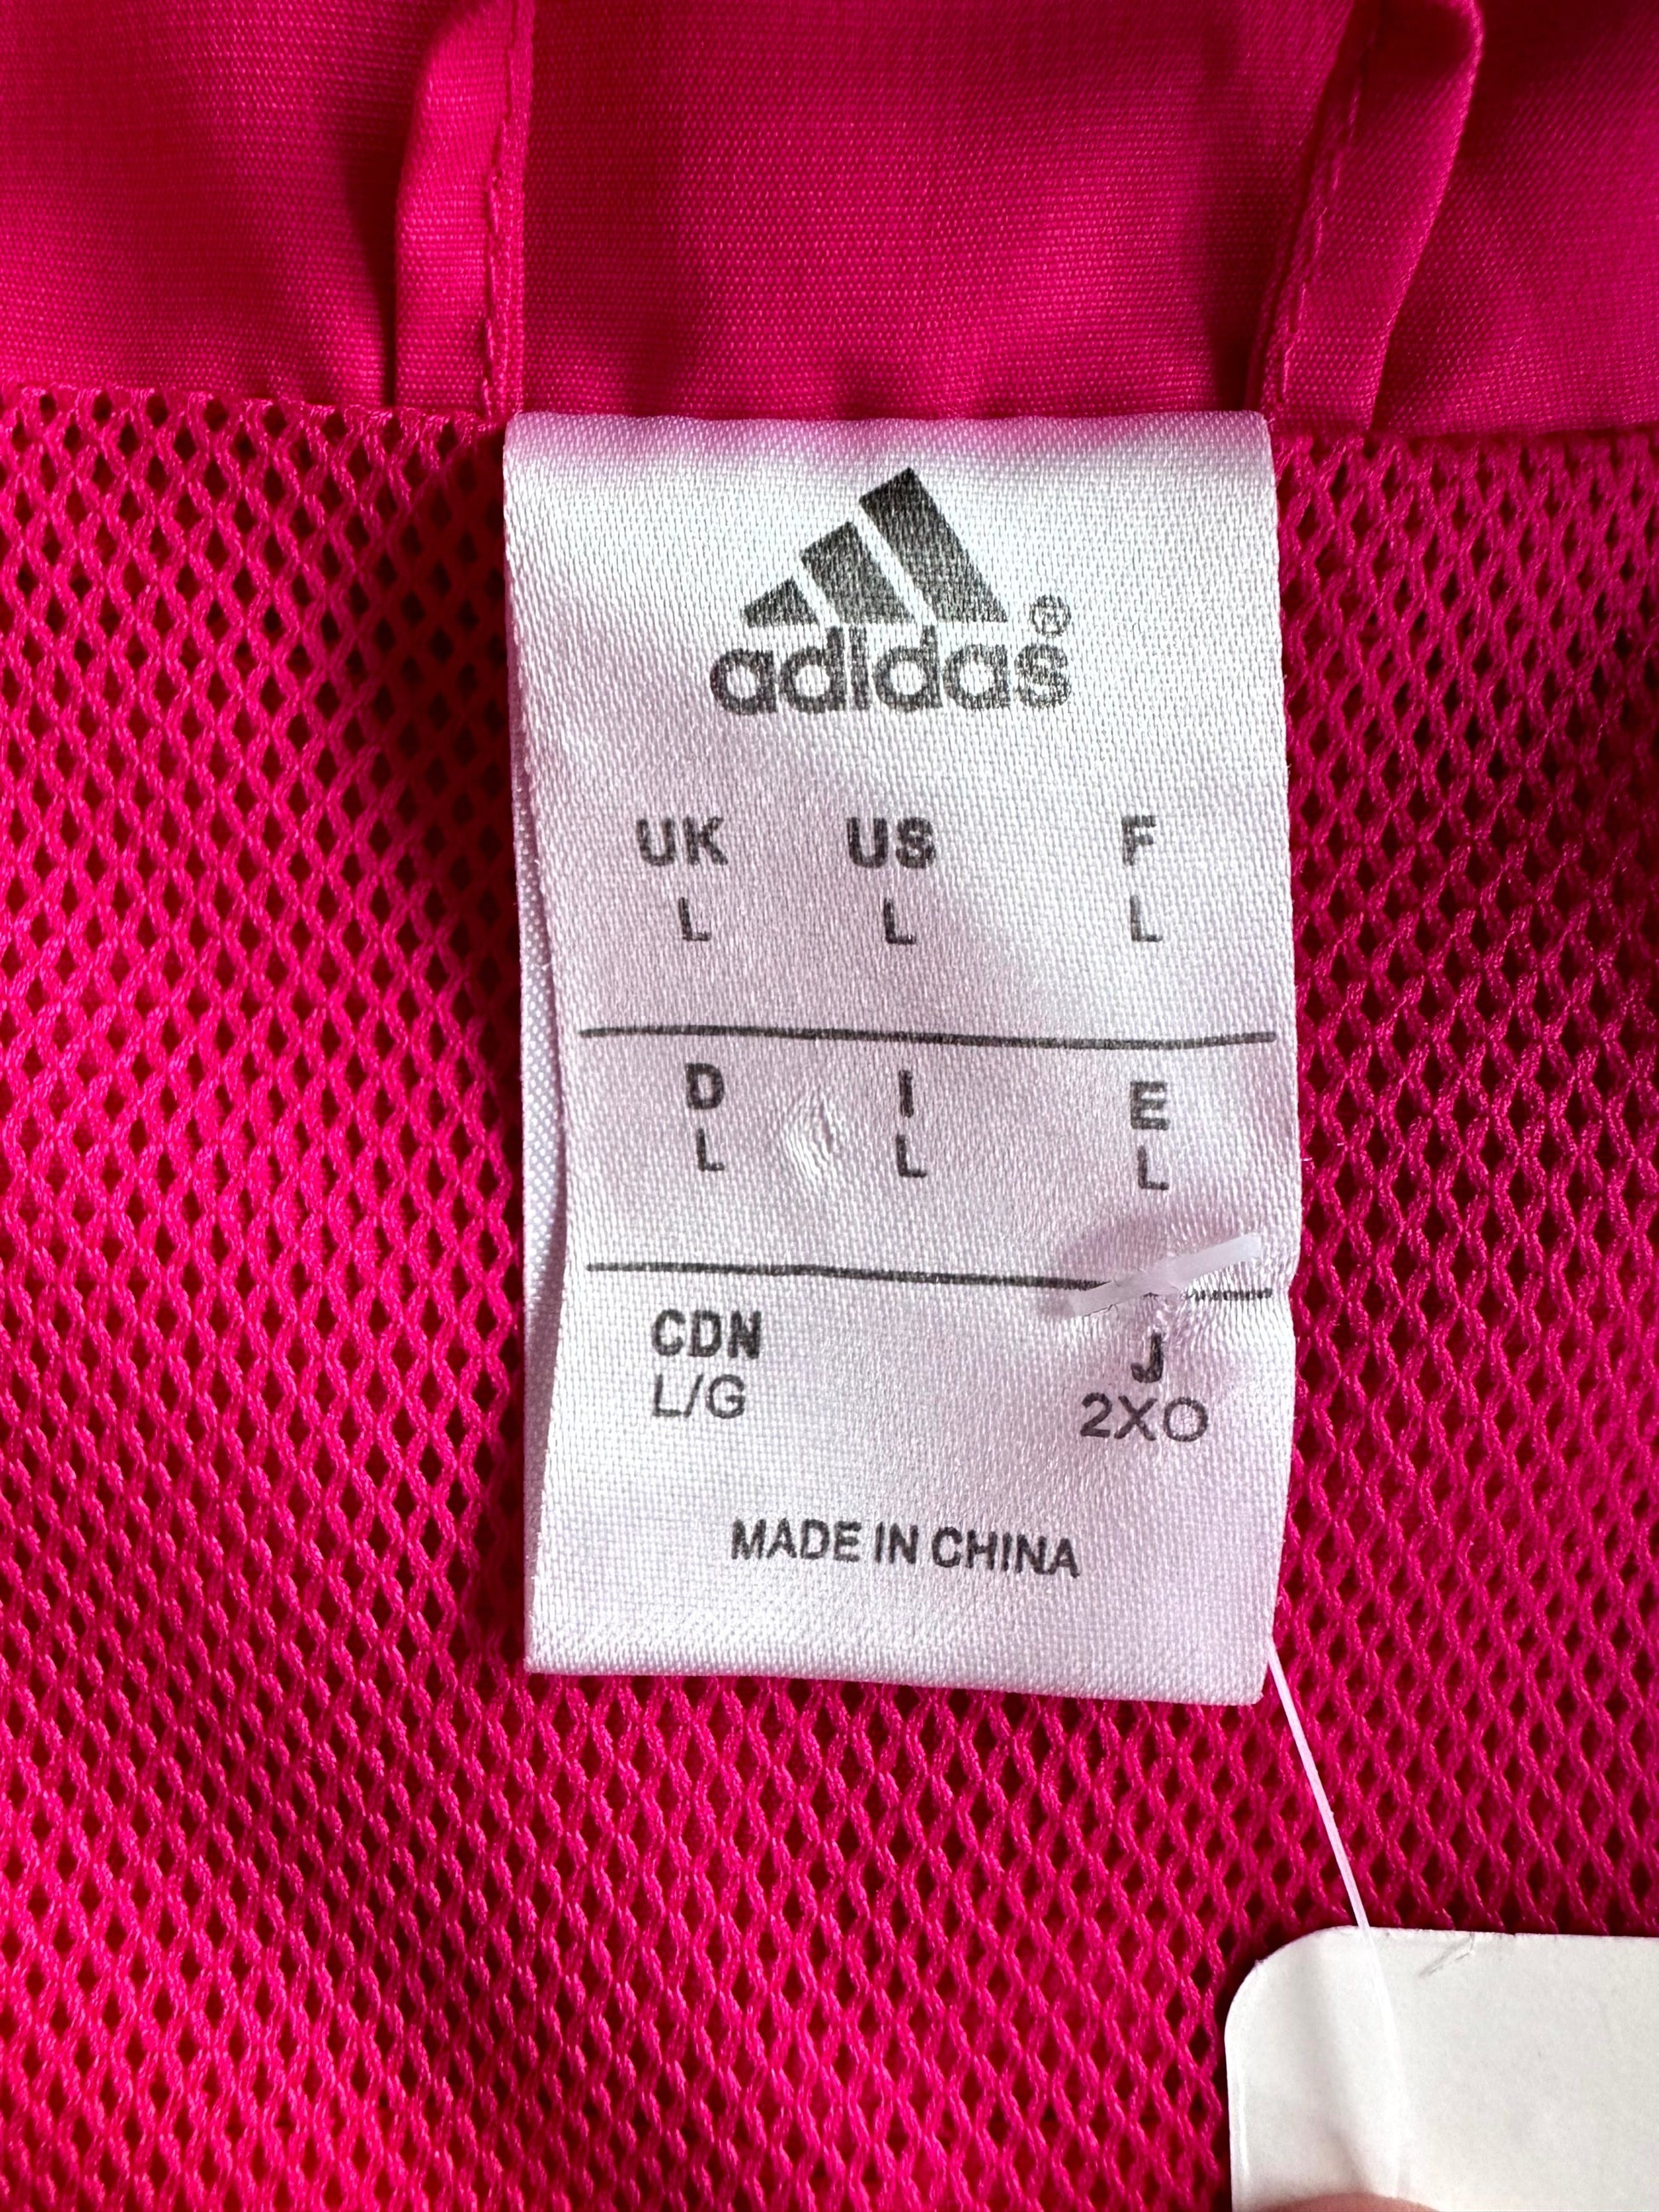 adidas®
UK US F
L L L
D I E
L L L
CDN J
L/G 2XO
MADE IN CHINA